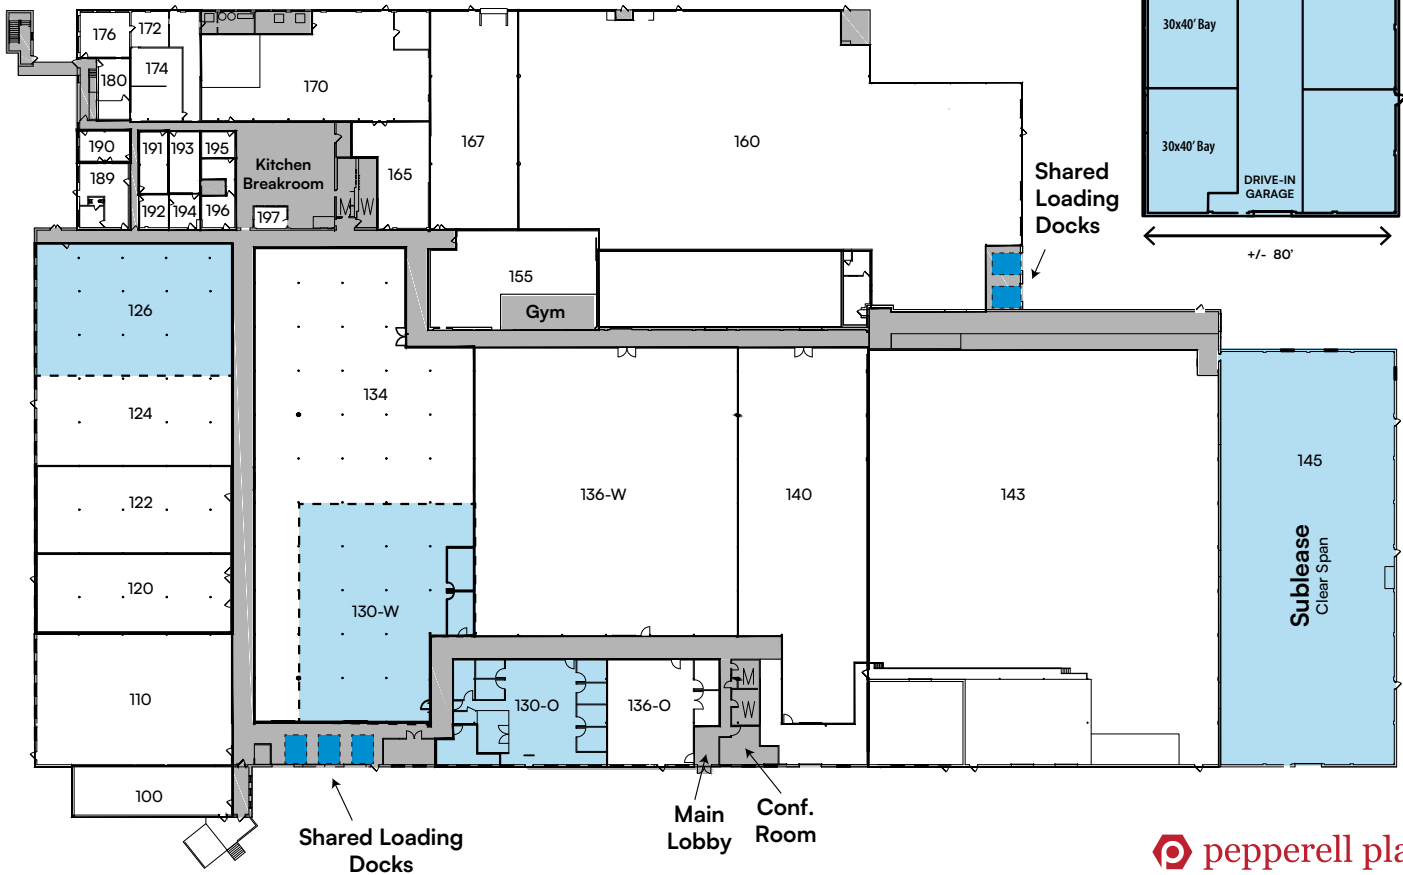 176
172
180
174
170
190
191
193
195
189
192
194
196
Kitchen
Breakroom
197
M
W
165
167
160
30x40' Bay
30x40' Bay
DRIVE-IN
GARAGE
+/- 80'
Shared
Loading
Docks
155
Gym
126
124
122
120
110
100
134
130-W
136-W
140
143
145
Sublease
Clear Span
130-O
136-O
M
W
Shared Loading
Docks
Main
Lobby
Conf.
Room
pepperell pla